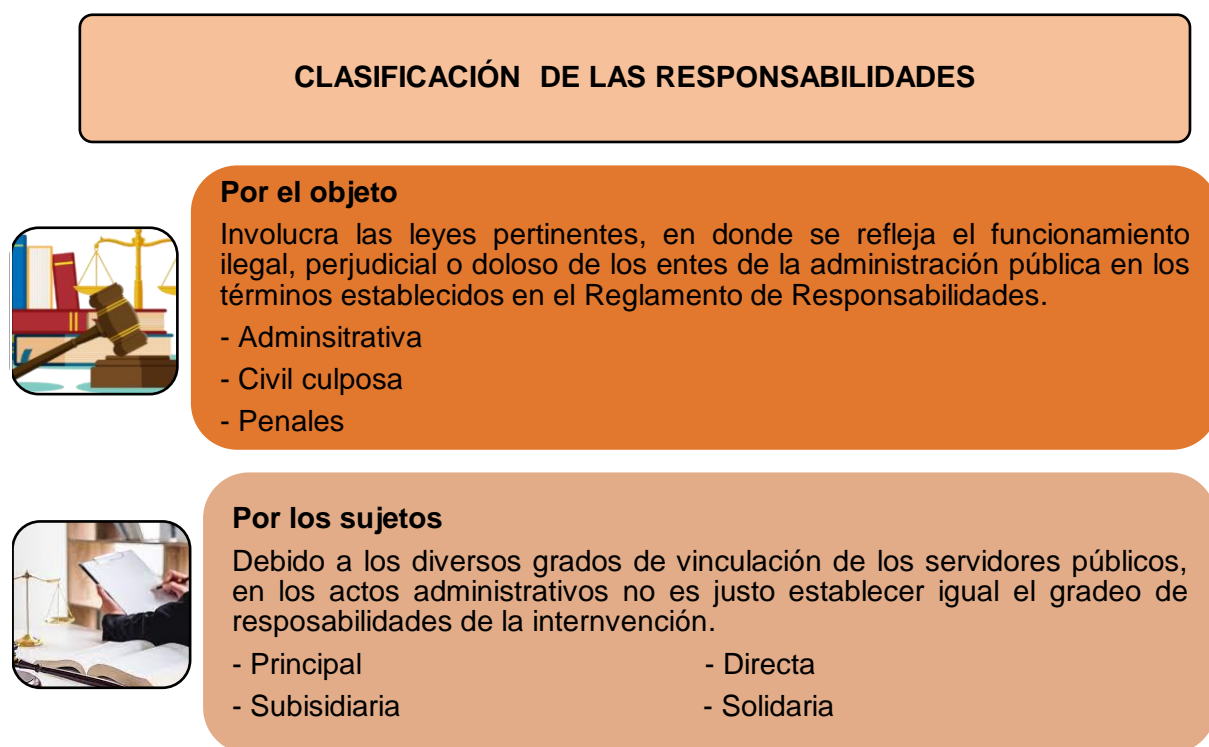 CLASIFICACIÓN DE LAS RESPONSABILIDADES
Por el objeto
Involucra las leyes pertinentes, en donde se refleja el funcionamiento
ilegal, perjudicial o doloso de los entes de la administración pública en los
términos establecidos en el Reglamento de Responsabilidades.
- Adminsitrativa
- Civil culposa
- Penales
Por los sujetos
Debido a los diversos grados de vinculación de los servidores públicos,
en los actos administrativos no es justo establecer igual el gradeo de
resposabilidades de la internvención.
- Principal - Directa
- Subisidiaria - Solidaria